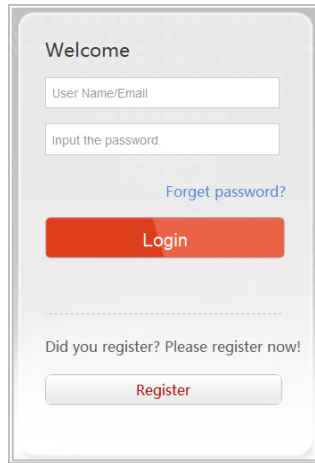 Welcome
User Name/Email
Input the password.
Forget password?
Login
Did you register? Please register now!
Register